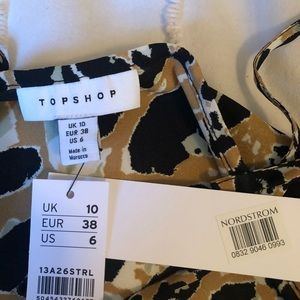 TOPSHOP
UK 10
EUR 38
US 6
Made in
Morocco
UK 10
EUR 38
US 6
13A26STRL
NORDSTROM
0832 9046 0993